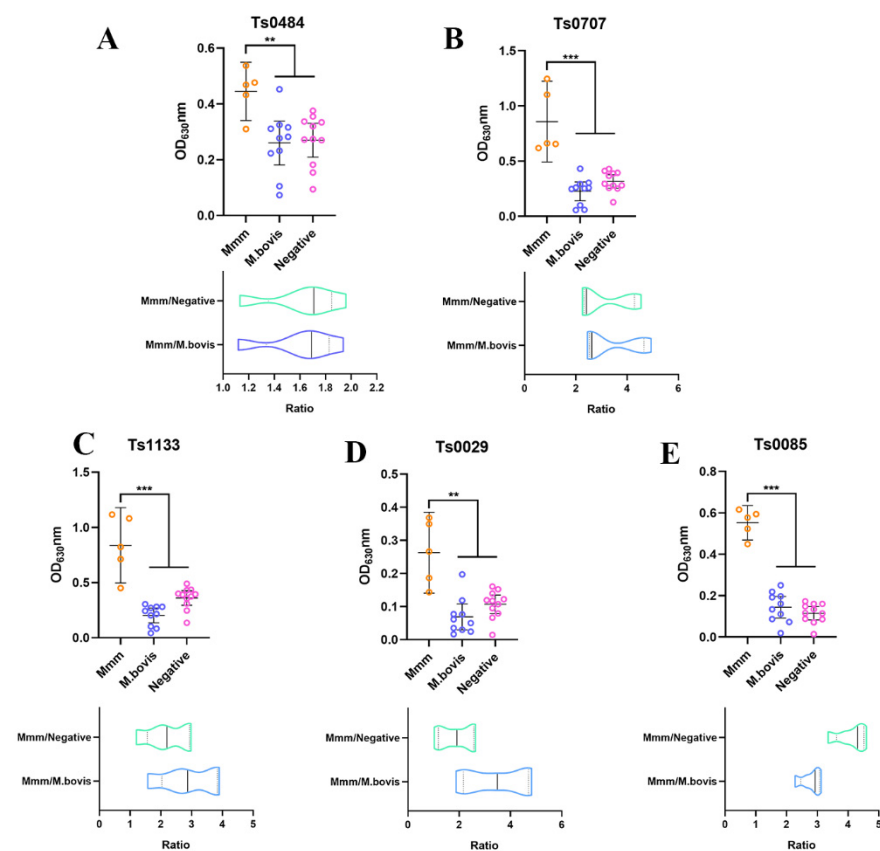 A
Ts0484
0.6
0.4
0.2
0.0
OD630nm
**
Mmm
M.bovis
Negative
Mmm/Negative
Mmm/M.bovis
1.0 1.2 1.4 1.6 1.8 2.0 2.2
Ratio
B
Ts0707
1.5
1.0
0.5
0.0
OD630nm
***
Mmm
M.bovis
Negative
Mmm/Negative
Mmm/M.bovis
0 2 4 6
Ratio
C
Ts1133
1.5
1.0
0.5
0.0
OD630nm
***
Mmm
M.bovis
Negative
Mmm/Negative
Mmm/M.bovis
0 1 2 3 4 5
Ratio
D
Ts0029
0.5
0.4
0.3
0.2
0.1
0.0
OD630nm
**
Mmm
M.bovis
Negative
Mmm/Negative
Mmm/M.bovis
0 2 4 6
Ratio
E
Ts0085
0.8
0.6
0.4
0.2
0.0
OD630nm
***
Mmm
M.bovis
Negative
Mmm/Negative
Mmm/M.bovis
0 1 2 3 4 5
Ratio